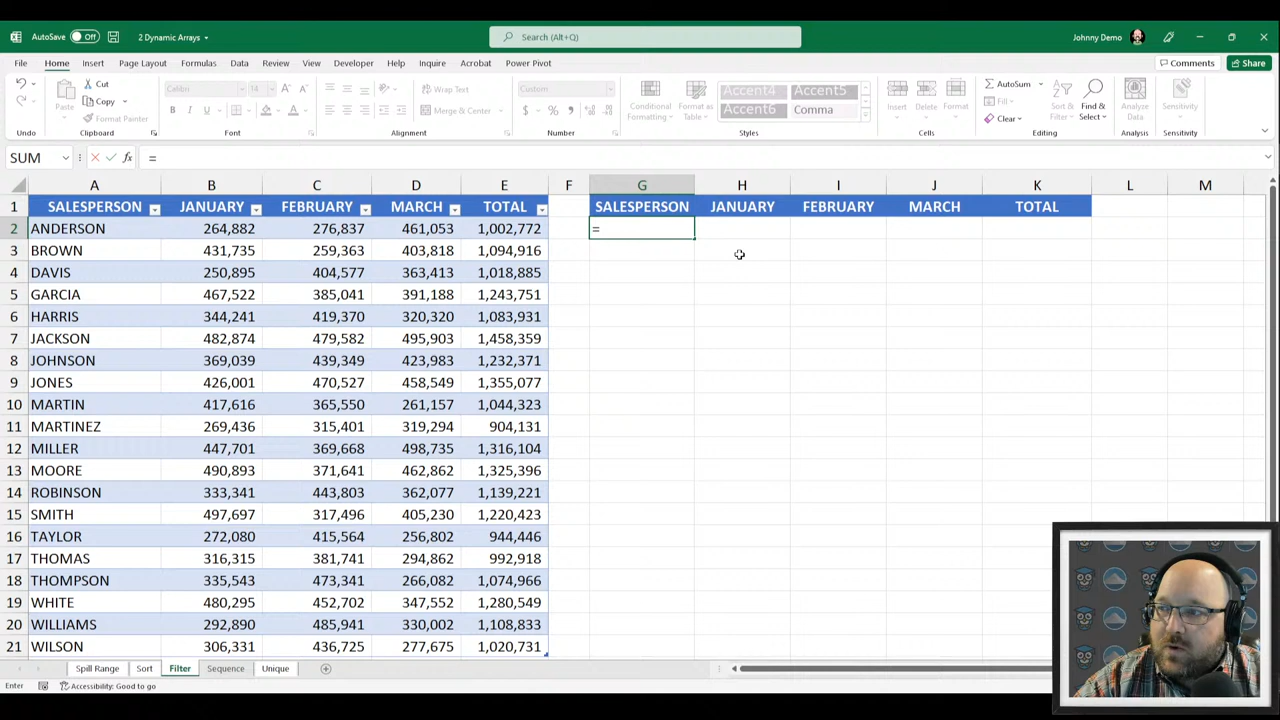 AutoSave Off 2 Dynamic Arrays Search (Alt+Q) Johnny Demo
File Home Insert Draw Page Layout Formulas Data Review View Developer Help Inquire Acrobat Power Pivot Comments Share
Undo
Paste
Cut
Copy
Format Painter
Clipboard
14
B I U
Font
Wrap Text
Merge & Center
Alignment
Custom
$ %
Number
Conditional Formatting
Format as Table
Accent4 Accent5
Accent6 Comma
Styles
Insert Delete Format
Cells
AutoSum
Fill
Clear
Sort & Filter
Find & Select
Editing
Analyze Data
Analysis
Sensitivity
Sensitivity
SUM fx =
A B C D E F G H I J K L M
1 SALESPERSON JANUARY FEBRUARY MARCH TOTAL SALESPERSON JANUARY FEBRUARY MARCH TOTAL
2 ANDERSON 264,882 276,837 461,053 1,002,772 =
3 BROWN 431,735 259,363 403,818 1,094,916
4 DAVIS 250,895 404,577 363,413 1,018,885
5 GARCIA 467,522 385,041 391,188 1,243,751
6 HARRIS 344,241 419,370 320,320 1,083,931
7 JACKSON 482,874 479,582 495,903 1,458,359
8 JOHNSON 369,039 439,349 423,983 1,232,371
9 JONES 426,001 470,527 458,549 1,355,077
10 MARTIN 417,616 365,550 261,157 1,044,323
11 MARTINEZ 269,436 315,401 319,294 904,131
12 MILLER 447,701 369,668 498,735 1,316,104
13 MOORE 490,893 371,641 462,862 1,325,396
14 ROBINSON 333,341 443,803 362,077 1,139,221
15 SMITH 497,697 317,496 405,230 1,220,423
16 TAYLOR 272,080 415,564 256,802 944,446
17 THOMAS 316,315 381,741 294,862 992,918
18 THOMPSON 335,543 473,341 266,082 1,074,966
19 WHITE 480,295 452,702 347,552 1,280,549
20 WILLIAMS 292,890 485,941 330,002 1,108,833
21 WILSON 306,331 436,725 277,675 1,020,731
Spill Range Sort Filter Sequence Unique
Enter Accessibility: Good to go